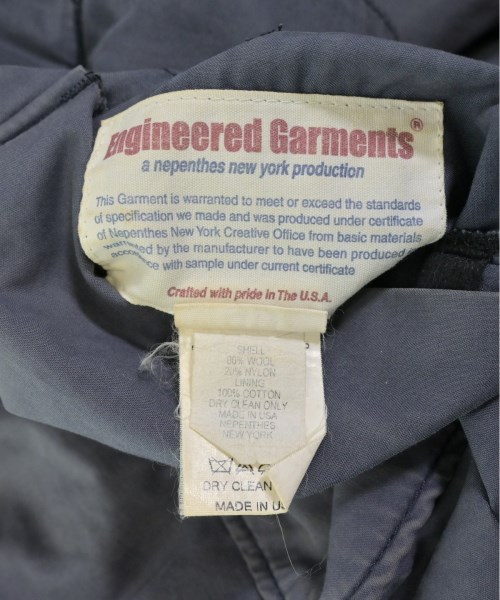 Engineered Garments®
a nepenthes new york production
This Garment is warranted to meet or exceed the standards
of specification we made and was produced under certificate
of Nepenthes New York Creative Office from basic materials
warranted by the manufacturer to have been produced
with sample under current certificate
Crafted with pride in The U.S.A.
SHELL
WOOL
20% NYLON
LINING
100% COTTON
DRY CLEAN ONLY
MADE IN USA
NEPENTHES
NEW YORK
DRY CLEAN
MADE IN U